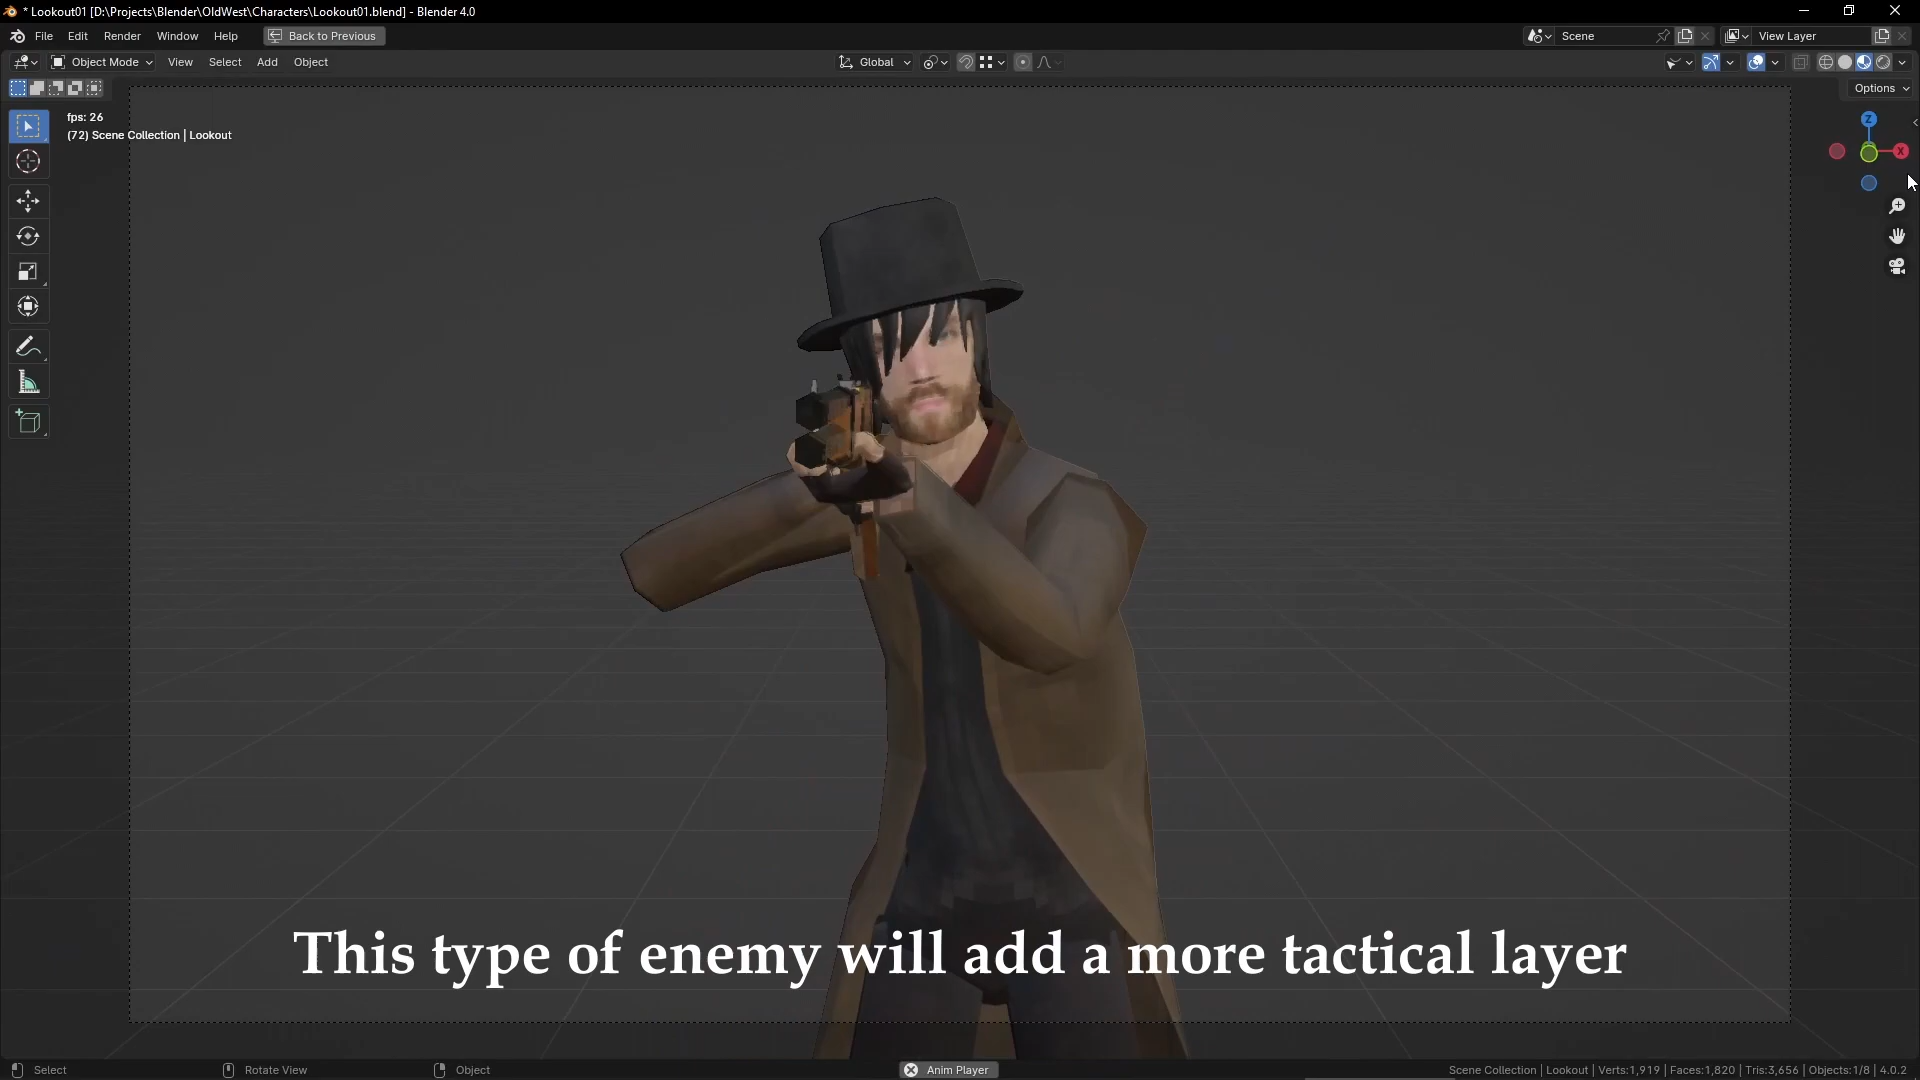 * Lookout01 [D:\Projects\Blender\OldWest\Characters\Lookout01.blend] - Blender 4.0
File Edit Render Window Help Back to Previous Scene View Layer
Object Mode View Select Add Object Global
Options
fps: 26
(72) Scene Collection | Lookout
Z
X
This type of enemy will add a more tactical layer
Select Rotate View Object Anim Player Scene Collection | Lookout | Verts:1,919 | Faces:1,820 | Tris:3,656 | Objects:1/8 | 4.0.2